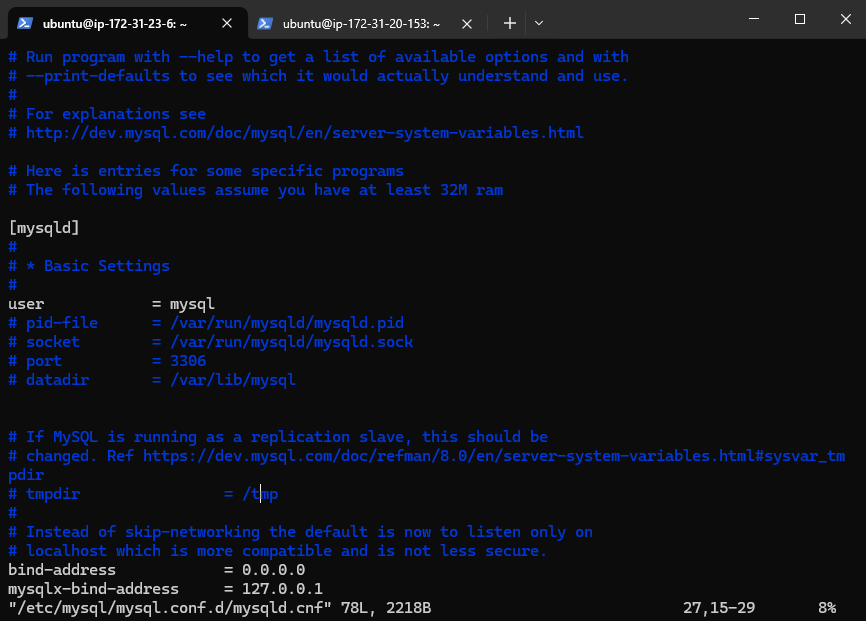 ubuntu@ip-172-31-23-6: ~
ubuntu@ip-172-31-20-153: ~
# Run program with --help to get a list of available options and with
# --print-defaults to see which it would actually understand and use.
#
# For explanations see
# http://dev.mysql.com/doc/mysql/en/server-system-variables.html
# Here is entries for some specific programs
# The following values assume you have at least 32M ram
[mysqld]
#
# * Basic Settings
#
user            = mysql
# pid-file      = /var/run/mysqld/mysqld.pid
# socket        = /var/run/mysqld/mysqld.sock
# port          = 3306
# datadir       = /var/lib/mysql
# If MySQL is running as a replication slave, this should be
# changed. Ref https://dev.mysql.com/doc/refman/8.0/en/server-system-variables.html#sysvar_tm
pdir
# tmpdir                = /tmp
#
# Instead of skip-networking the default is now to listen only on
# localhost which is more compatible and is not less secure.
bind-address            = 0.0.0.0
mysqlx-bind-address     = 127.0.0.1
"/etc/mysql/mysql.conf.d/mysqld.cnf" 78L, 2218B                            27,15-29       8%